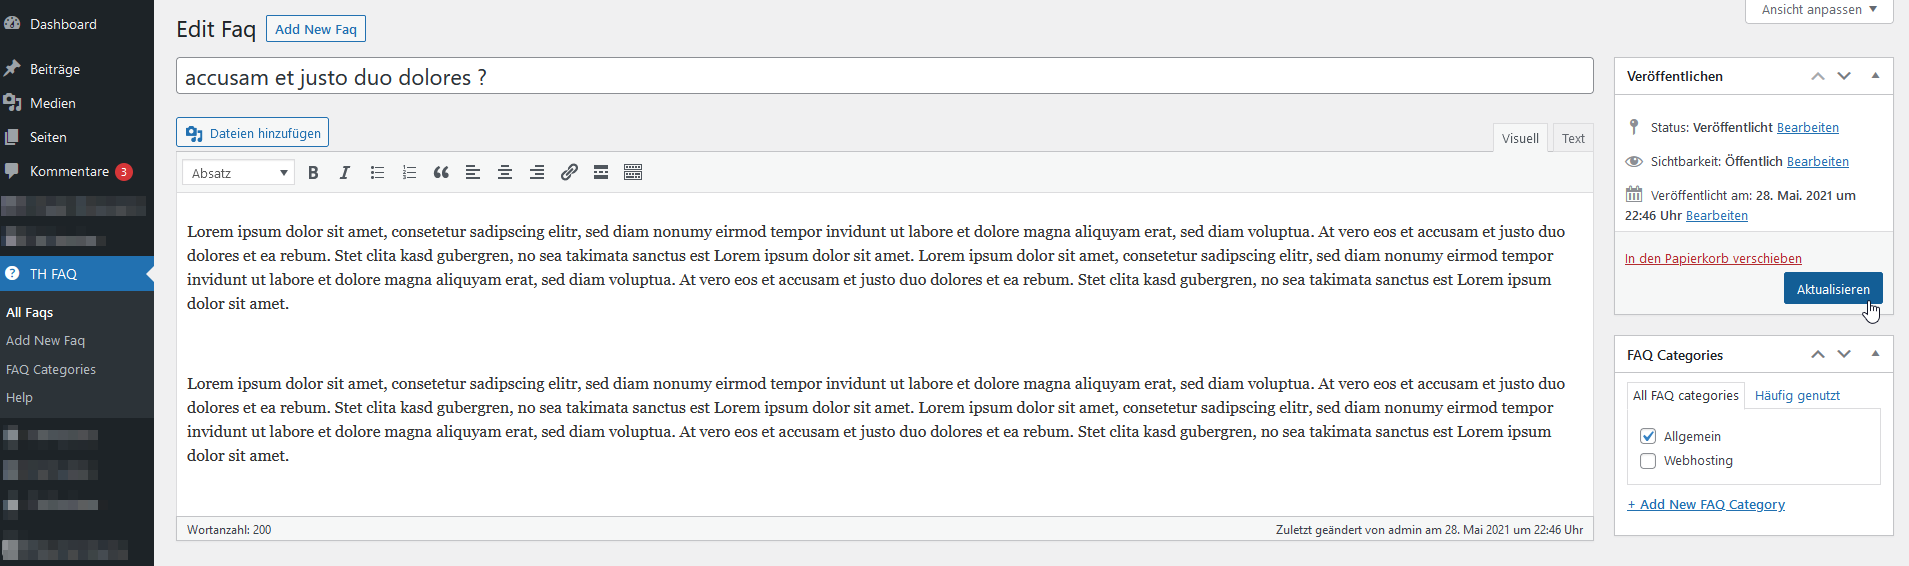 Dashboard
Beiträge
Medien
Seiten
Kommentare 3
TH FAQ
All Faqs
Add New Faq
FAQ Categories
Help
Ansicht anpassen
Edit Faq Add New Faq
accusam et justo duo dolores ?
Dateien hinzufügen
Visuell Text
Absatz
Lorem ipsum dolor sit amet, consetetur sadipscing elitr, sed diam nonumy eirmod tempor invidunt ut labore et dolore magna aliquyam erat, sed diam voluptua. At vero eos et accusam et justo duo
dolores et ea rebum. Stet clita kasd gubergren, no sea takimata sanctus est Lorem ipsum dolor sit amet. Lorem ipsum dolor sit amet, consetetur sadipscing elitr, sed diam nonumy eirmod tempor
invidunt ut labore et dolore magna aliquyam erat, sed diam voluptua. At vero eos et accusam et justo duo dolores et ea rebum. Stet clita kasd gubergren, no sea takimata sanctus est Lorem ipsum
dolor sit amet.
Lorem ipsum dolor sit amet, consetetur sadipscing elitr, sed diam nonumy eirmod tempor invidunt ut labore et dolore magna aliquyam erat, sed diam voluptua. At vero eos et accusam et justo duo
dolores et ea rebum. Stet clita kasd gubergren, no sea takimata sanctus est Lorem ipsum dolor sit amet. Lorem ipsum dolor sit amet, consetetur sadipscing elitr, sed diam nonumy eirmod tempor
invidunt ut labore et dolore magna aliquyam erat, sed diam voluptua. At vero eos et accusam et justo duo dolores et ea rebum. Stet clita kasd gubergren, no sea takimata sanctus est Lorem ipsum
dolor sit amet.
Wortanzahl: 200
Zuletzt geändert von admin am 28. Mai 2021 um 22:46 Uhr
Veröffentlichen
Status: Veröffentlicht Bearbeiten
Sichtbarkeit: Öffentlich Bearbeiten
Veröffentlicht am: 28. Mai. 2021 um
22:46 Uhr Bearbeiten
In den Papierkorb verschieben
Aktualisieren
FAQ Categories
All FAQ categories Häufig genutzt
Allgemein
Webhosting
+ Add New FAQ Category